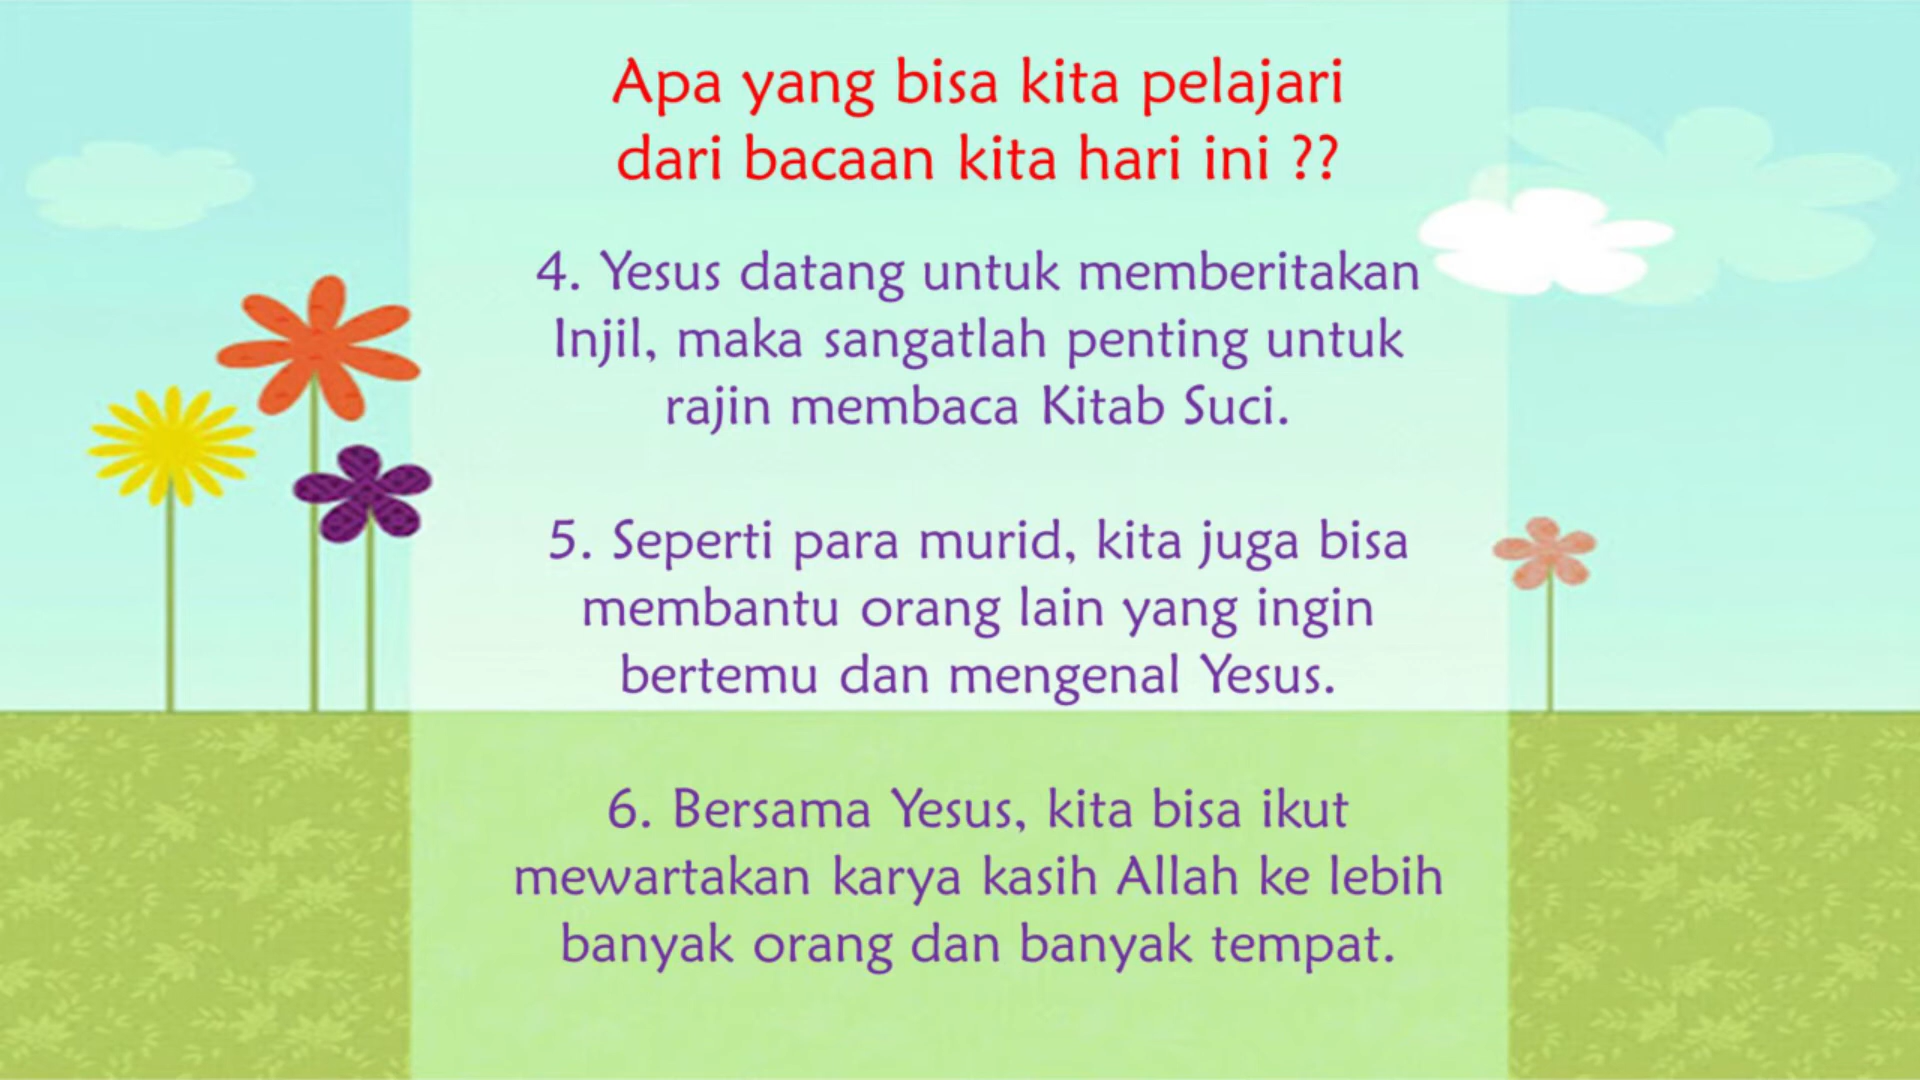 Apa yang bisa kita pelajari
dari bacaan kita hari ini ??
4. Yesus datang untuk memberitakan
Injil, maka sangatlah penting untuk
rajin membaca Kitab Suci.
5. Seperti para murid, kita juga bisa
membantu orang lain yang ingin
bertemu dan mengenal Yesus.
6. Bersama Yesus, kita bisa ikut
mewartakan karya kasih Allah ke lebih
banyak orang dan banyak tempat.